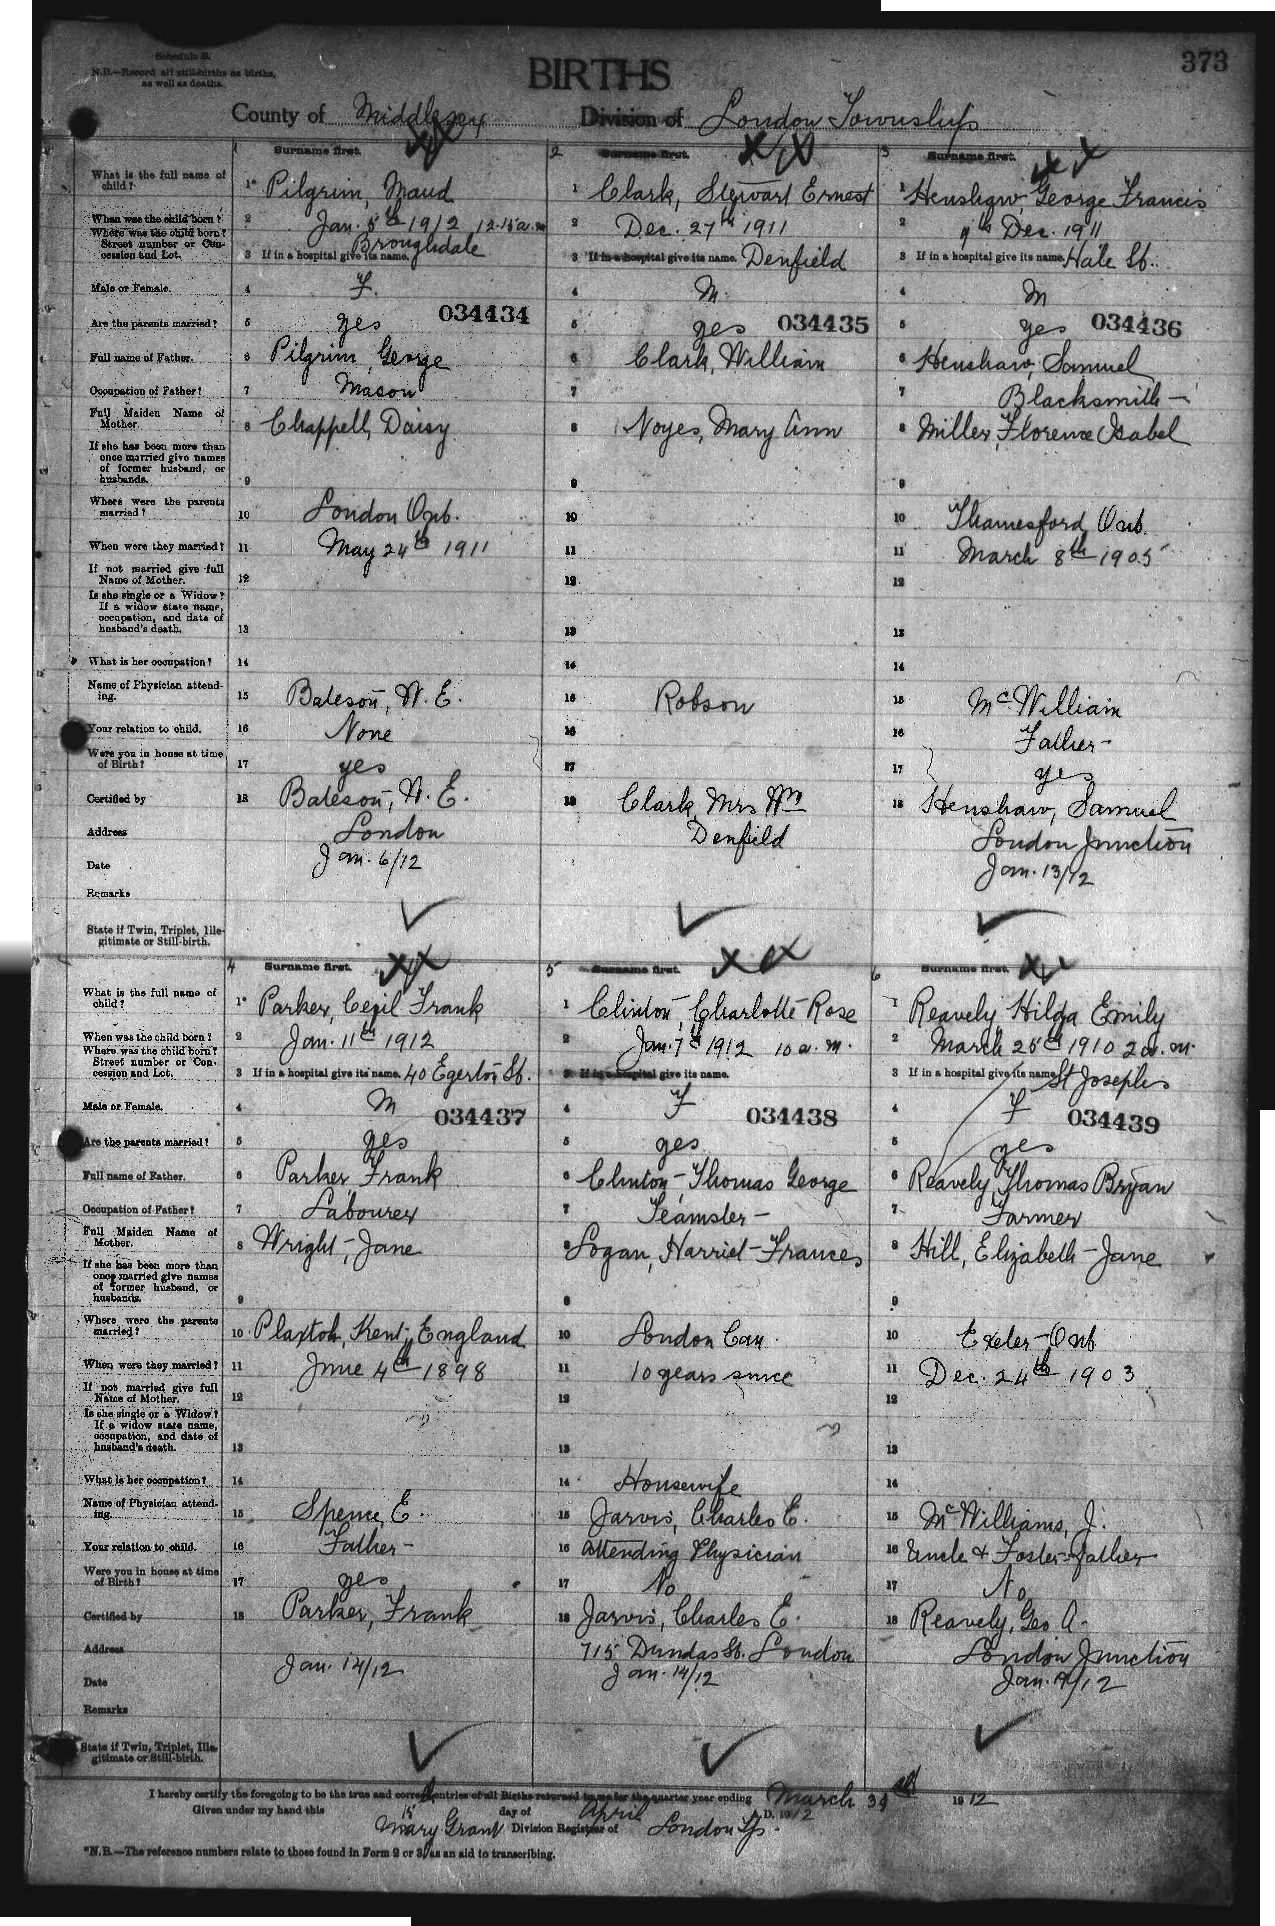 Schedule B.
N.B.—Record all still-births as births,
as well as deaths.
373
BIRTHS
County of Middlesex Division of London Township
1 Surname first.
What is the full name of child? 1* Pilgrim, Maud
When was the child born? 2 Jan. 5th 1912 12.15 a.m
Where was the child born? Street number or Concession and Lot. 3 If in a hospital give its name. Broughdale
Male or Female. 4 F.
Are the parents married? 5 yes 034434
Full name of Father. 6 Pilgrim, George
Occupation of Father? 7 Mason
Full Maiden Name of Mother. 8 Chappell, Daisy
If she has been more than once married give names of former husband, or husbands. 9
Where were the parents married? 10 London Ont.
When were they married? 11 May 24th 1911
If not married give full Name of Mother. 12
Is she single or a Widow? If a widow state name, occupation, and date of husband's death. 13
What is her occupation? 14
Name of Physician attending. 15 Bateson, W. E.
Your relation to child. 16 None
Were you in house at time of Birth? 17 yes
Certified by 18 Bateson, W. E.
Address London
Date Jan. 6/12
Remarks
State if Twin, Triplet, Illegitimate or Still-birth.
2 Surname first.
1 Clark, Stewart Ernest
2 Dec. 27th 1911
3 If in a hospital give its name. Denfield
4 M.
5 yes 034435
6 Clark, William
7
8 Noyes, Mary Ann
9
10
11
12
13
14
15 Robson
16
17
18 Clark, Mrs Wm
Denfield
3 Surname first.
1 Henshaw George Francis
2 9th Dec. 1911
3 If in a hospital give its name. Hale St.
4 M
5 yes 034436
6 Henshaw, Samuel
7 Blacksmith
8 Miller, Florence Isabel
9
10 Thamesford, Ont.
11 March 8th 1905
12
13
14
15 McWilliam
16 Father
17 yes
18 Henshaw, Samuel
London Junction
Jan. 13/12
4 Surname first.
What is the full name of child? 1* Parker, Cecil Frank
When was the child born? 2 Jan. 11th 1912
Where was the child born? Street number or Concession and Lot. 3 If in a hospital give its name. 40 Egerton St.
Male or Female. 4 M
Are the parents married? 5 yes 034437
Full name of Father. 6 Parker, Frank
Occupation of Father? 7 Labourer
Full Maiden Name of Mother. 8 Wright, Jane
If she has been more than once married give names of former husband, or husbands. 9
Where were the parents married? 10 Plaxtol, Kent, England
When were they married? 11 June 4th 1898
If not married give full Name of Mother. 12
Is she single or a Widow? If a widow state name, occupation, and date of husband's death. 13
What is her occupation? 14
Name of Physician attending. 15 Spence, E.
Your relation to child. 16 Father
Were you in house at time of Birth? 17 yes
Certified by 18 Parker, Frank
Address
Date Jan. 14/12
Remarks
State if Twin, Triplet, Illegitimate or Still-birth.
5 Surname first.
1 Clinton, Charlotte Rose
2 Jan. 7th 1912 10 a.m.
3 If in a hospital give its name.
4 F
5 yes 034438
6 Clinton, Thomas George
7 Teamster
8 Logan, Harriet Frances
9
10 London Can.
11 10 years since
12
13
14 Housewife
15 Jarvis, Charles E.
16 Attending Physician
17 No
18 Jarvis, Charles E.
715 Dundas St. London
Jan. 14/12
6 Surname first.
1 Reavely Hilda Emily
2 March 25th 1910 2 a.m.
3 If in a hospital give its name St Josephs
4 F
5 yes 034439
6 Reavely, Thomas Bryan
7 Farmer
8 Hill, Elizabeth Jane
9
10 Exeter, Ont
11 Dec. 24th 1903
12
13
14
15 McWilliams, J.
16 Uncle & Foster-father
17 No
18 Reavely, Geo A.
London Junction
I hereby certify the foregoing to be the true and correct entries of all Births returned to me for the quarter year ending March 1912
Given under my hand this 15 day of April A.D. 1912
Mary Grant Division Registrar of London Tp.
*N.B.—The reference numbers relate to those found in Form 2 or 3, as an aid to transcribing.